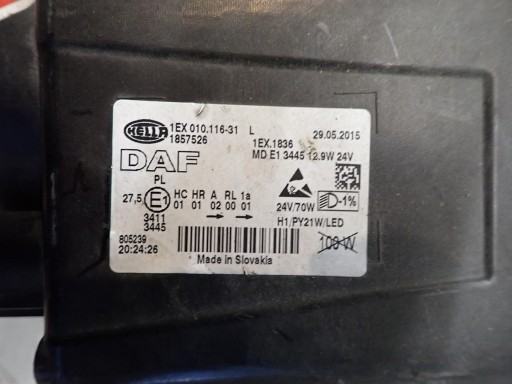 HELLA 1EX 010.116-31 L 29.05.2015
1857526 1EX.1836
DAF MD E1 3445 12.9W 24V
PL
27,5 E1 HC HR A RL 1a 24V/70W -1%
01 01 02 00 01
3411 → → H1/PY21W/LED
3445
805239 100 W
20:24:26
Made in Slovakia